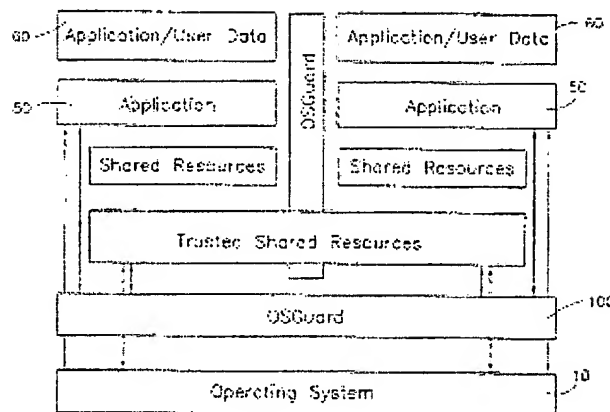 60 Application/User Data
Application/User Data 60
OSGuard
50 Application
Application 50
Shared Resources
Shared Resources
Trusted Shared Resources
OSGuard 100
Operating System 10